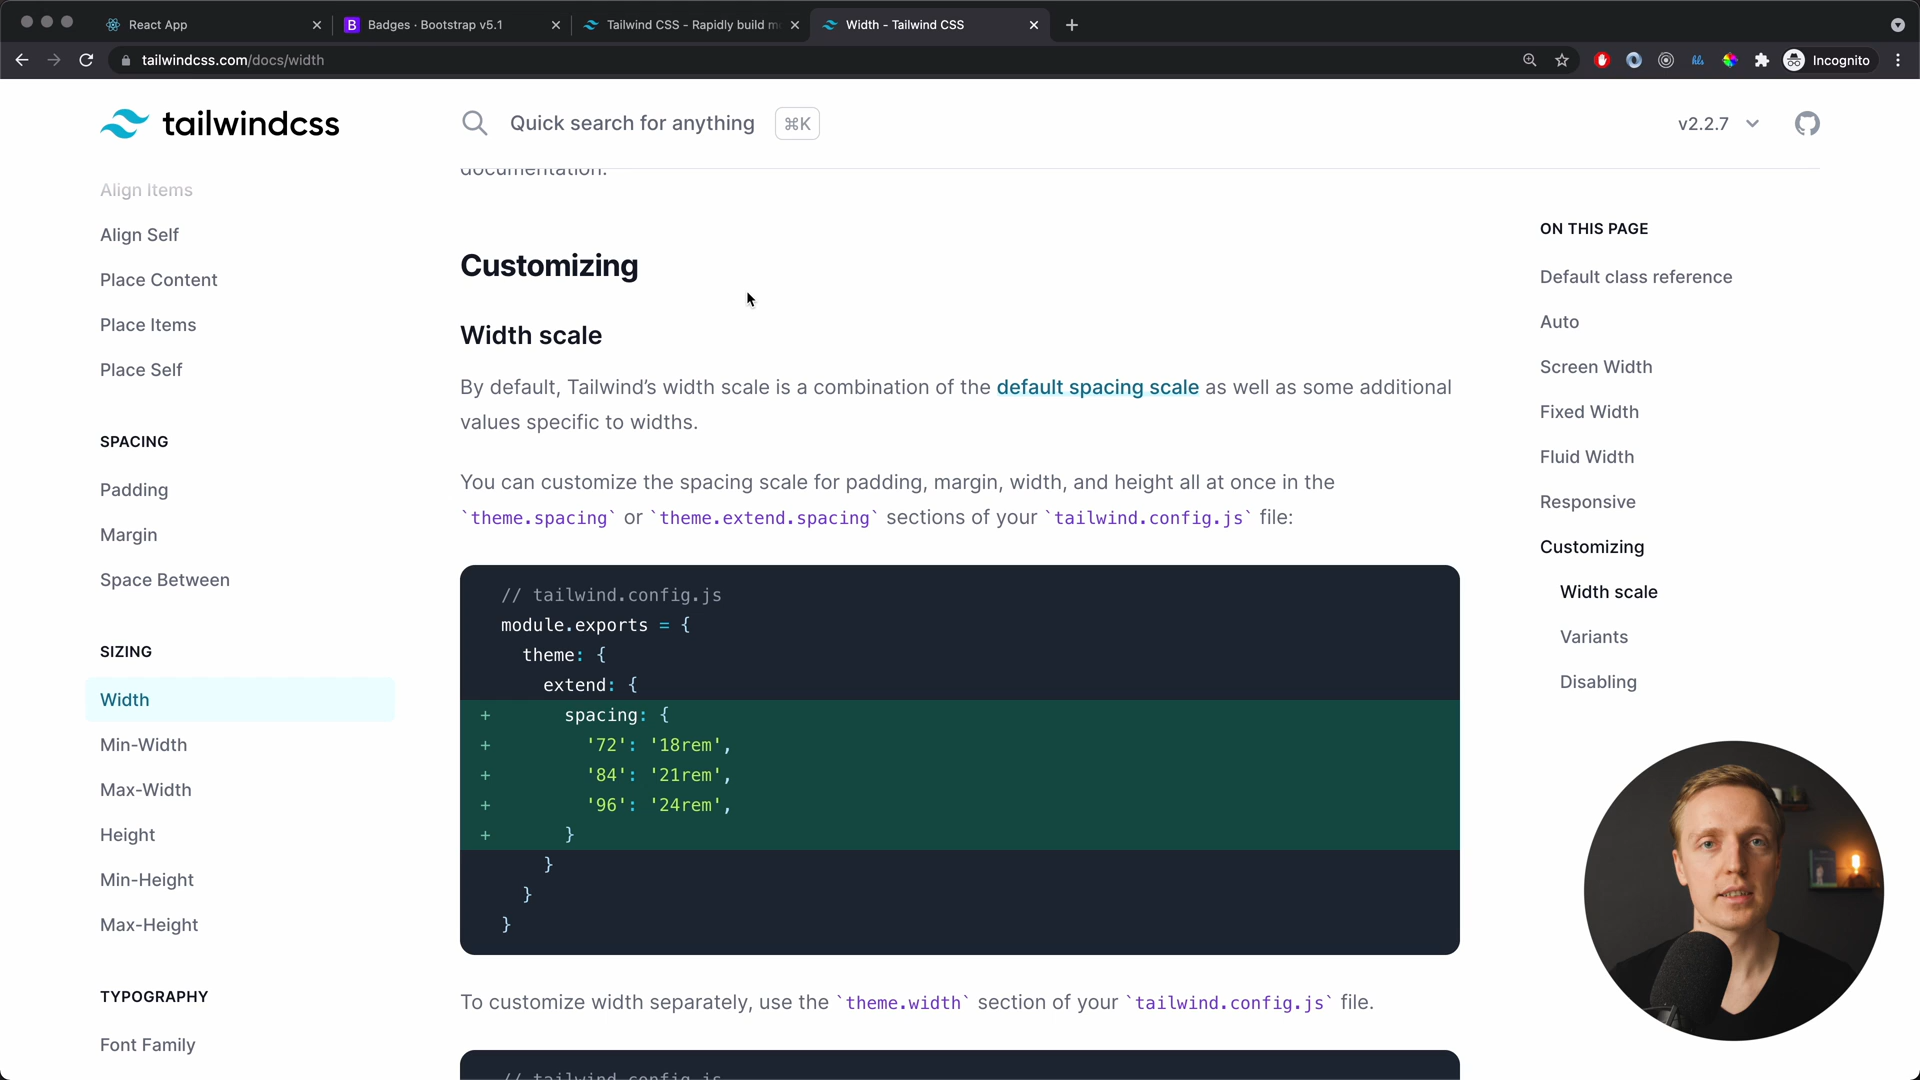 React App
Badges · Bootstrap v5.1
Tailwind CSS - Rapidly build m
Width - Tailwind CSS
tailwindcss.com/docs/width
Incognito
tailwindcss
Quick search for anything
⌘K
v2.2.7
documentation.
Align Items
Align Self
Place Content
Place Items
Place Self
SPACING
Padding
Margin
Space Between
SIZING
Width
Min-Width
Max-Width
Height
Min-Height
Max-Height
TYPOGRAPHY
Font Family
Customizing
Width scale
By default, Tailwind's width scale is a combination of the default spacing scale as well as some additional
values specific to widths.
You can customize the spacing scale for padding, margin, width, and height all at once in the
`theme.spacing` or `theme.extend.spacing` sections of your `tailwind.config.js` file:
// tailwind.config.js
module.exports = {
theme: {
extend: {
+ spacing: {
+ '72': '18rem',
+ '84': '21rem',
+ '96': '24rem',
+ }
}
}
}
To customize width separately, use the `theme.width` section of your `tailwind.config.js` file.
// tailwind.config.js
ON THIS PAGE
Default class reference
Auto
Screen Width
Fixed Width
Fluid Width
Responsive
Customizing
Width scale
Variants
Disabling